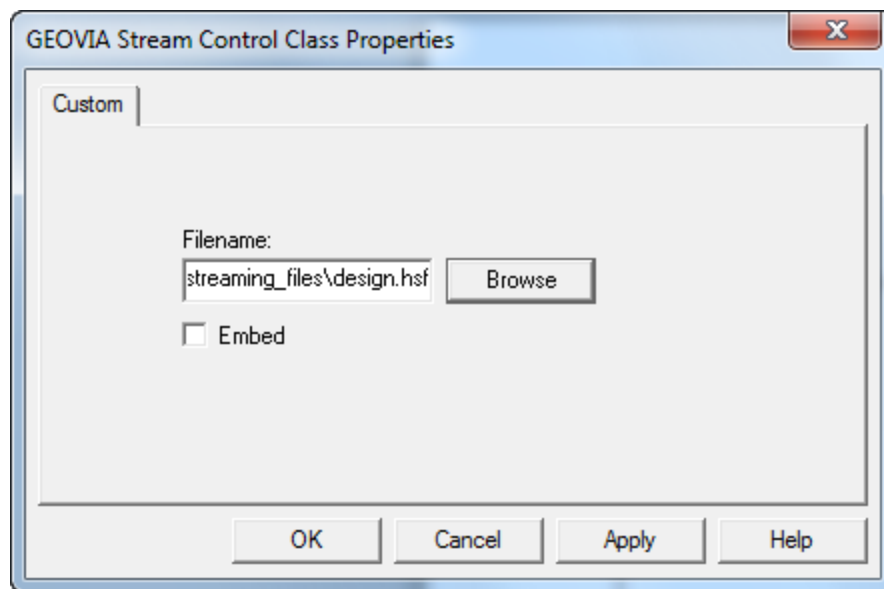 GEOVIA Stream Control Class Properties
Custom
Filename:
streaming_files\design.hsf
Browse
Embed
OK Cancel Apply Help